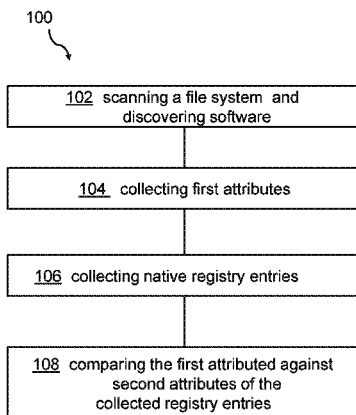 100
102 scanning a file system and
discovering software
104 collecting first attributes
106 collecting native registry entries
108 comparing the first attributed against
second attributes of the
collected registry entries